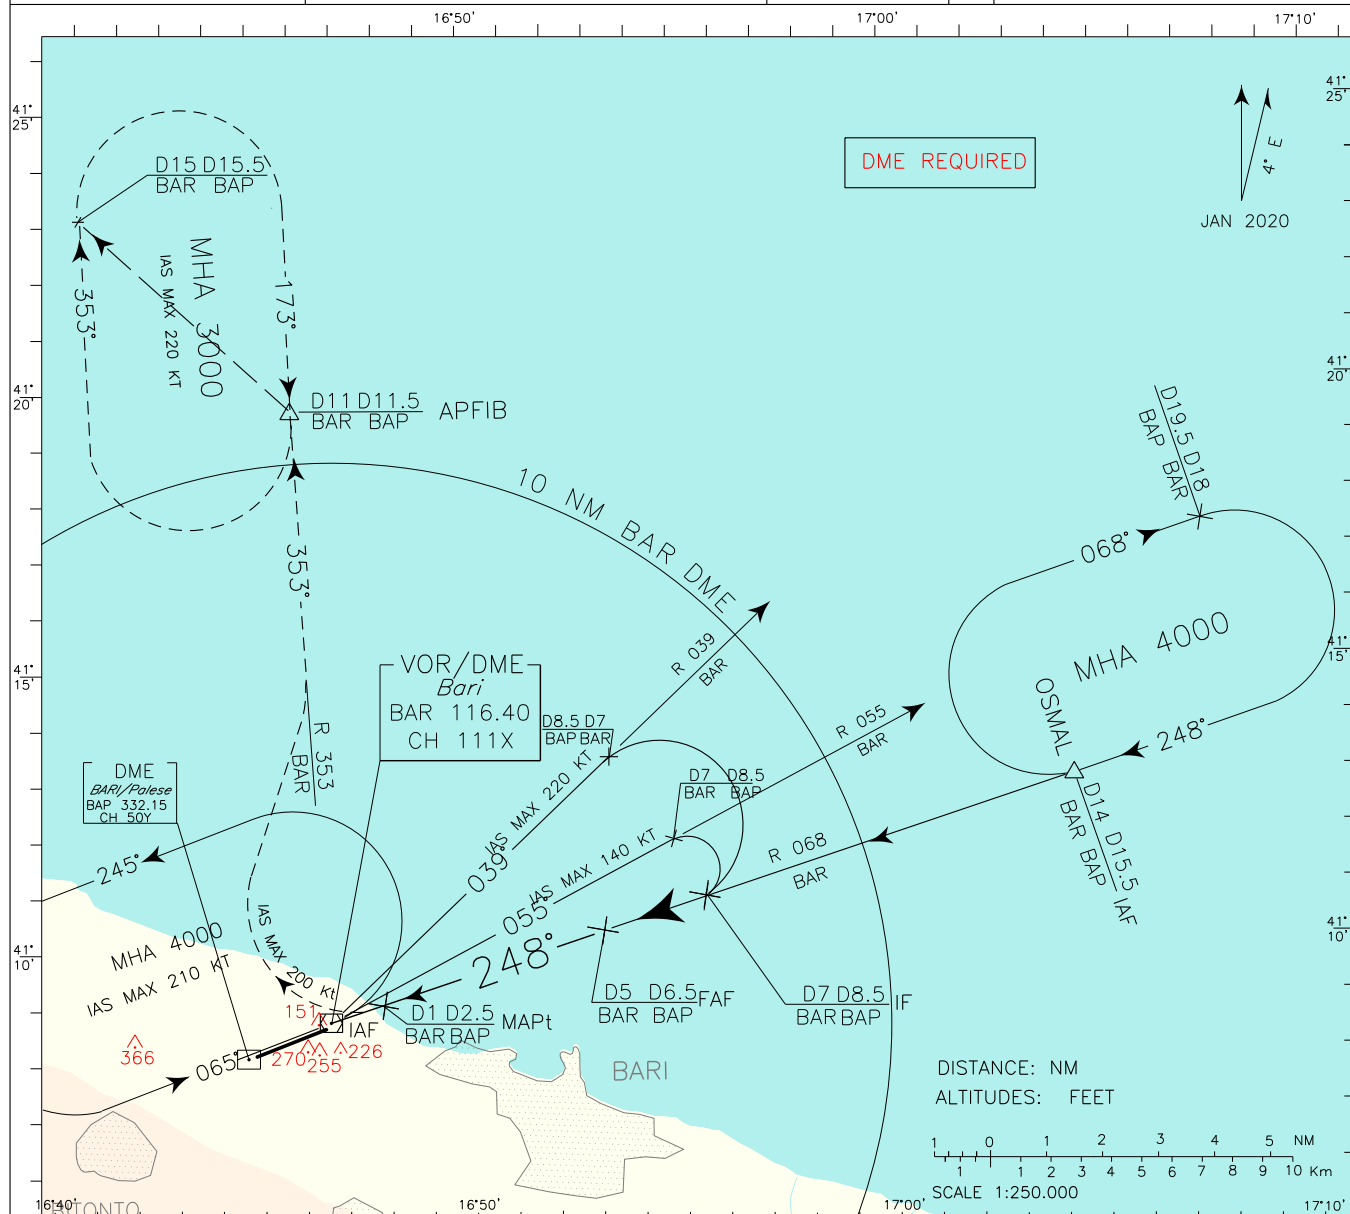 16°50'
17°00'
17°10'
41°
25'
41°
25'
D15 D15.5
BAR BAP
DME REQUIRED
4° E
JAN 2020
MHA 3000
IAS MAX 220 KT
353°
173°
41°
20'
41°
20'
D11 D11.5
BAR BAP
APFIB
D19.5 D18
BAP BAR
10 NM BAR DME
353°
068°
MHA 4000
R 039
BAR
41°
15'
41°
15'
VOR/DME
Bari
BAR 116.40
CH 111X
OSMAL
248°
R 353
BAR
D8.5 D7
BAP BAR
R 055
BAR
DME
BARI/Palese
BAP 332.15
CH 50Y
D7 D8.5
BAR BAP
D14 D15.5
BAR BAP
IAF
IAS MAX 220 KT
039°
IAS MAX 140 KT
055°
R 068
BAR
245°
248°
IAS MAX 200 Kt
MHA 4000
IAS MAX 210 KT
41°
10'
41°
10'
D5 D6.5
BAR BAP
FAF
D7 D8.5
BAR BAP
IF
D1 D2.5
BAR BAP
MAPt
IAF
151
366
270
255
226
065°
BARI
DISTANCE: NM
ALTITUDES: FEET
1 0 1 2 3 4 5 NM
1 1 2 3 4 5 6 7 8 9 10 Km
SCALE 1:250.000
16°40'
BITONTO
16°50'
17°00'
17°10'